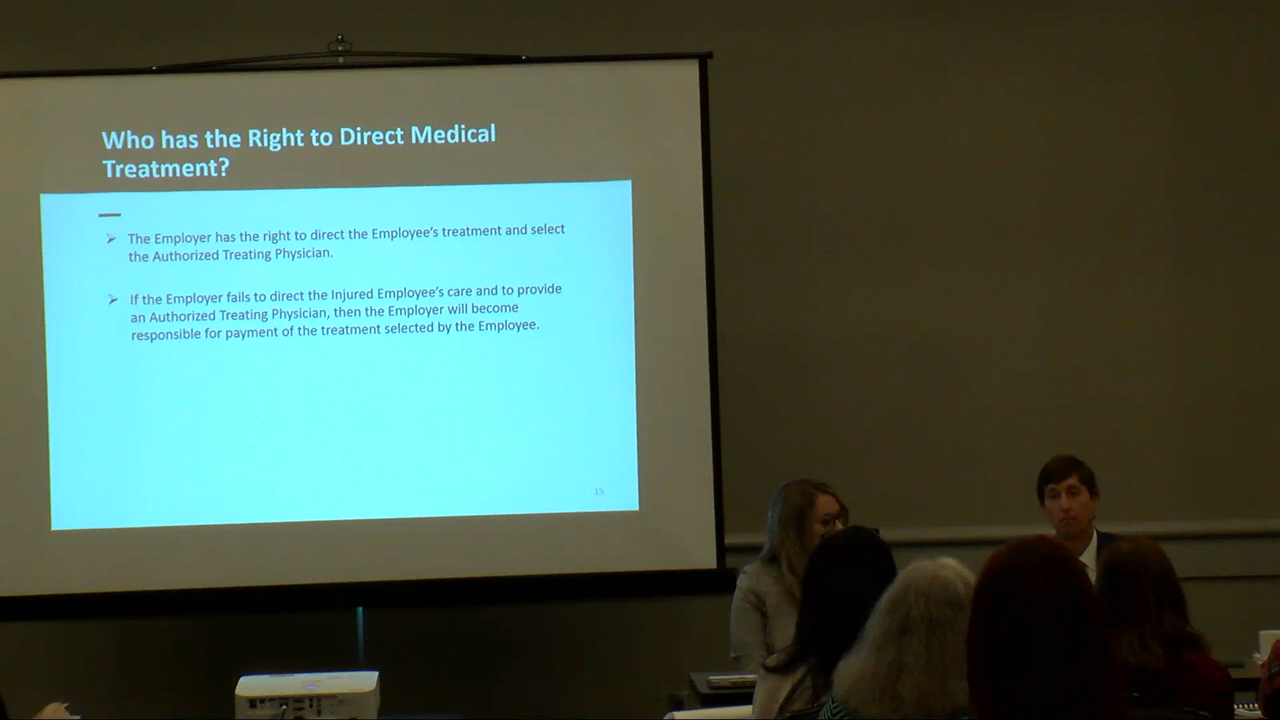 Who has the Right to Direct Medical
Treatment?
➢ The Employer has the right to direct the Employee's treatment and select
the Authorized Treating Physician.
➢ If the Employer fails to direct the Injured Employee's care and to provide
an Authorized Treating Physician, then the Employer will become
responsible for payment of the treatment selected by the Employee.
15